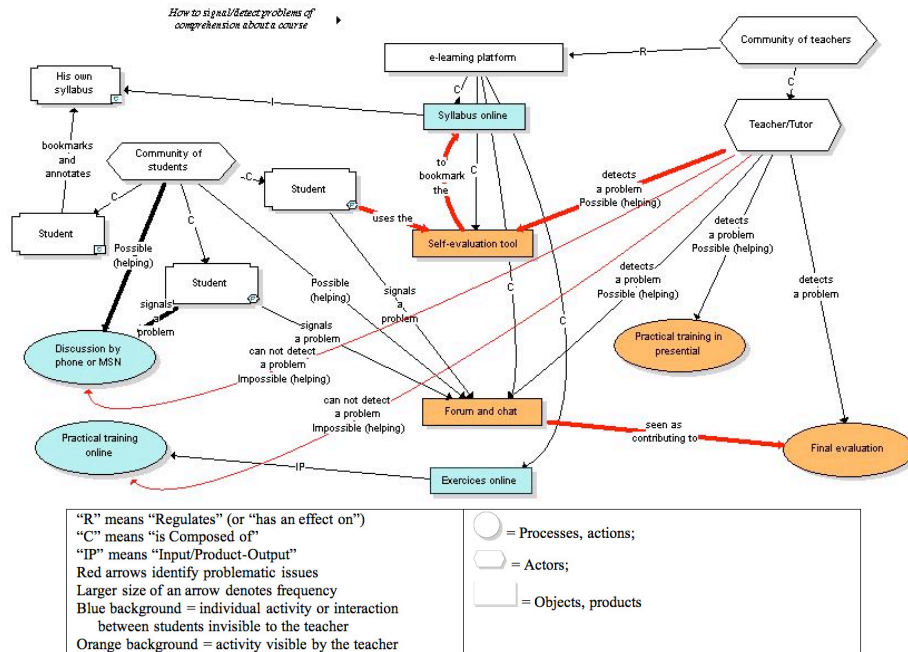 How to signal/detect problems of
comprehension about a course
Community of teachers
R
e-learning platform
His own
syllabus
C
C
C
I
Syllabus online
Teacher/Tutor
bookmarks
and
annotates
to
bookmark
the
C
detects
a problem
Possible (helping)
Community of
students
C
Student
C
uses the
C
Student
Self-evaluation tool
detects
a problem
Possible (helping)
Possible
(helping)
Possible
(helping)
detects
a problem
Possible (helping)
detects
a problem
Student
signals
a
problem
C
signals
a
problem
signals
a problem
C
Practical training in
presential
Discussion by
phone or MSN
can not detect
a problem
Impossible (helping)
can not detect
a problem
Impossible (helping)
Forum and chat
seen as
contributing to
Practical training
online
Final evaluation
IP
Exercices online
"R" means "Regulates" (or "has an effect on")
"C" means "is Composed of"
"IP" means "Input/Product-Output"
Red arrows identify problematic issues
Larger size of an arrow denotes frequency
Blue background = individual activity or interaction
between students invisible to the teacher
Orange background = activity visible by the teacher
= Processes, actions;
= Actors;
= Objects, products